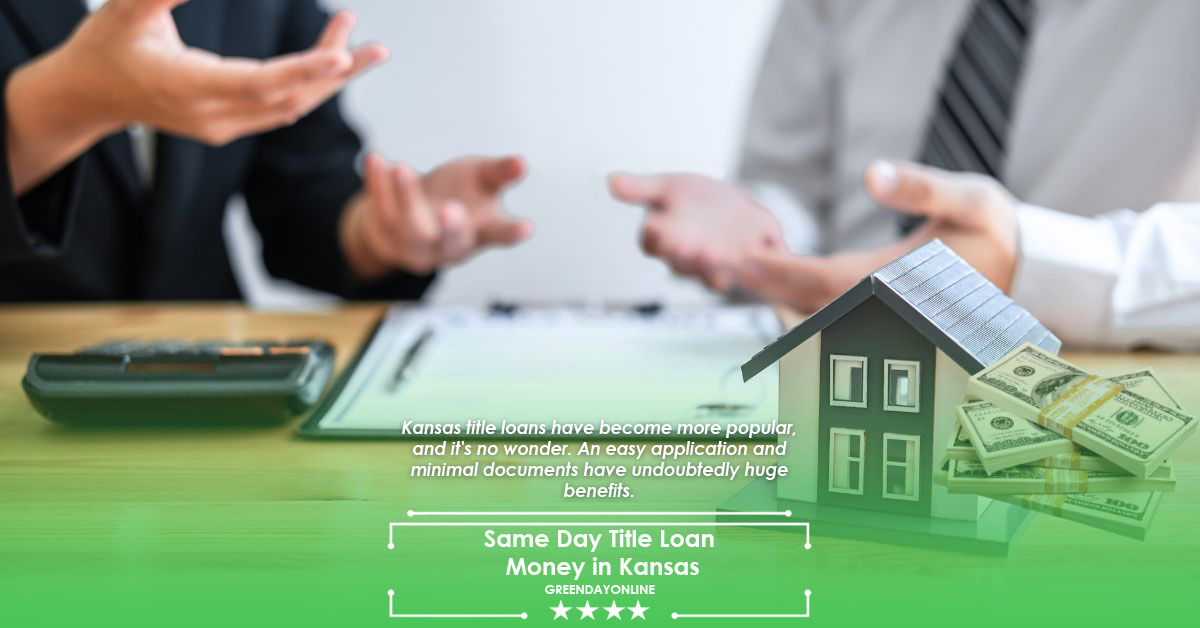 Kansas title loans have become more popular,
and it's no wonder. An easy application and
minimal documents have undoubtedly huge
benefits.
Same Day Title Loan
Money in Kansas
GREENDAYONLINE